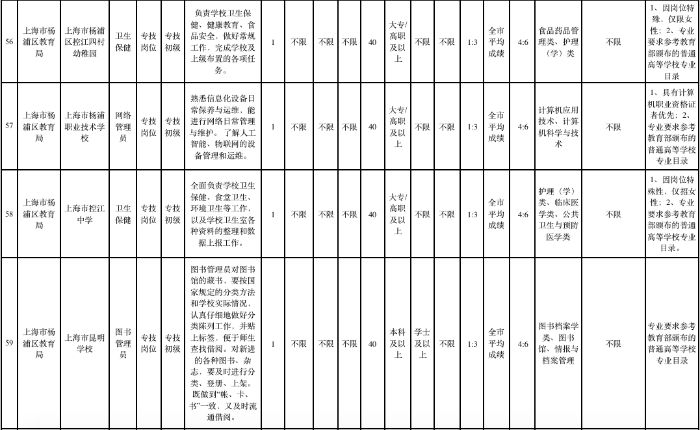 56
上海市杨
浦区教育
局
上海市杨浦
区控江四村
幼稚园
卫生
保健
专技
岗位
专技
初级
负责学校卫生保
健、健康教育、食
品安全，做好常规
工作，完成学校及
上级布置的各项任
务。
1
不限
不限
不限
40
大专/
高职
及以上
不限
不限
1:3
全市
平均
成绩
4:6
食品药品管
理类、护理
（学）类
不限
1、因岗位特
殊，仅限女
性；2、专业
要求参考教育
部颁布的普通
高等学校专业
目录
57
上海市杨
浦区教育
局
上海市杨浦
职业技术学
校
网络
管理
员
专技
岗位
专技
初级
熟悉信息化设备日
常保养与运维，能
进行网络日常管理
与维护。了解人工
智能、物联网的设
备管理和运维。
1
不限
不限
不限
40
大专/
高职
及以上
不限
不限
1:3
全市
平均
成绩
4:6
计算机应用
技术、计算
机科学与技
术
不限
1、具有计算
机职业资格证
者优先；2、
专业要求参考
教育部颁布的
普通高等学校
专业目录
58
上海市杨
浦区教育
局
上海市控江
中学
卫生
保健
专技
岗位
专技
初级
全面负责学校卫生
保健、食堂卫生、
环境卫生等工作，
以及学校卫生室各
种资料的整理和数
据上报工作。
1
不限
不限
不限
40
大专/
高职
及以上
不限
不限
1:3
全市
平均
成绩
4:6
护理（学）
类、临床医
学类、公共
卫生与预防
医学类
不限
1、因岗位特
殊性，仅招女
性；2、专业
要求参考教育
部颁布的普通
高等学校专业
目录。
59
上海市杨
浦区教育
局
上海市昆明
学校
图书
管理
员
专技
岗位
专技
初级
图书管理员对图书
馆的藏书，要按国
家规定的分类方法
和学校实际情况，
认真仔细地做好分
类陈列工作，并贴
上标签，便于师生
查找借阅。对新进
的各种图书、杂
志，要及时进行分
类、登册、上架。
既做到“帐、卡、
书”一致，又及时流
通借阅。
1
不限
不限
不限
40
本科
及以
上
学士
及以
上
不限
1:3
全市
平均
成绩
4:6
图书档案学
类、图书
馆、情报与
档案管理
不限
专业要求参考
教育部颁布的
普通高等学校
专业目录